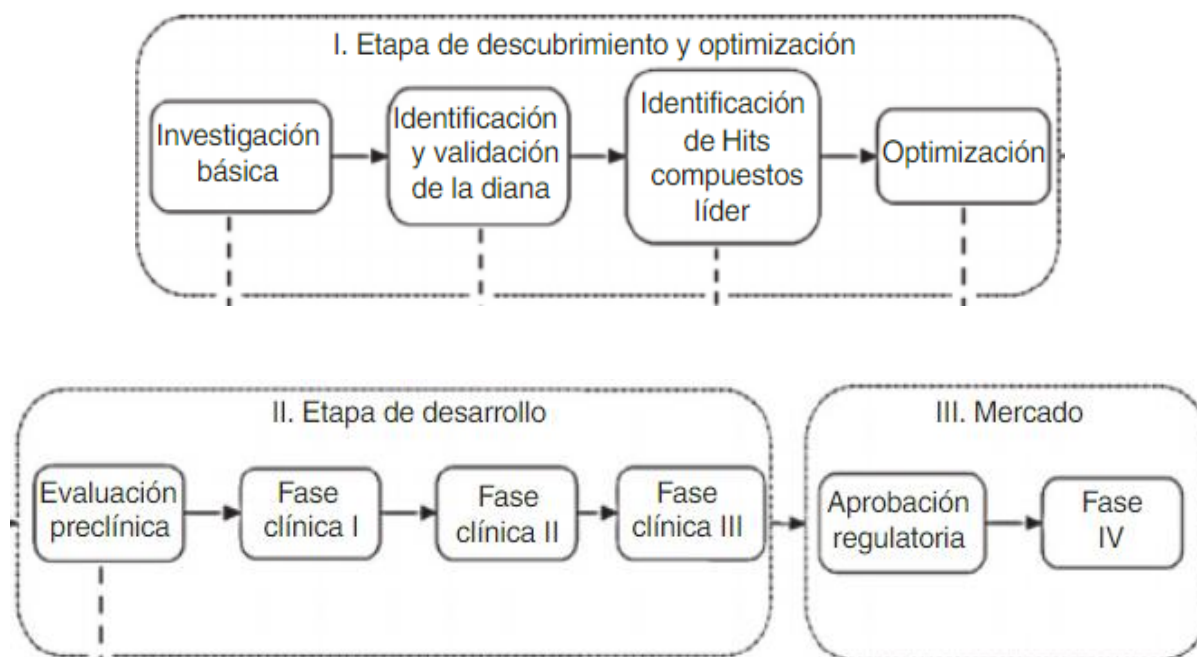 I. Etapa de descubrimiento y optimización
Investigación
básica
Identificación
y validación
de la diana
Identificación
de Hits
compuestos
líder
Optimización
II. Etapa de desarrollo
Evaluación
preclínica
Fase
clínica I
Fase
clínica II
Fase
clínica III
III. Mercado
Aprobación
regulatoria
Fase
IV